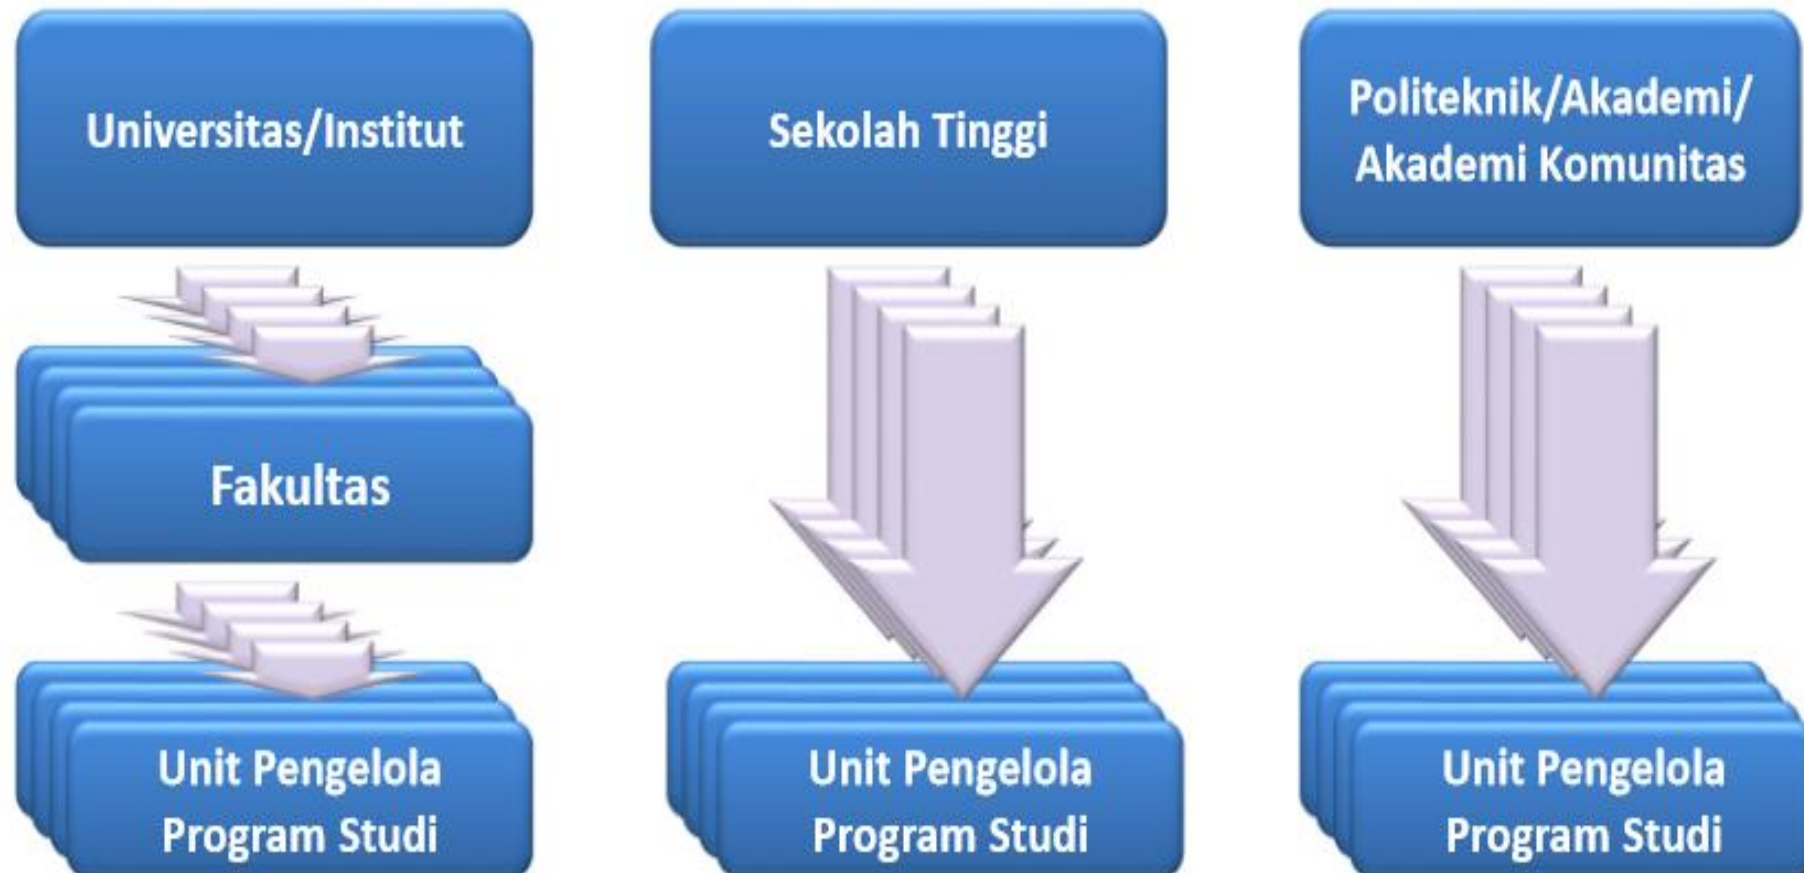 Universitas/Institut
Sekolah Tinggi
Politeknik/Akademi/
Akademi Komunitas
Fakultas
Unit Pengelola
Program Studi
Unit Pengelola
Program Studi
Unit Pengelola
Program Studi